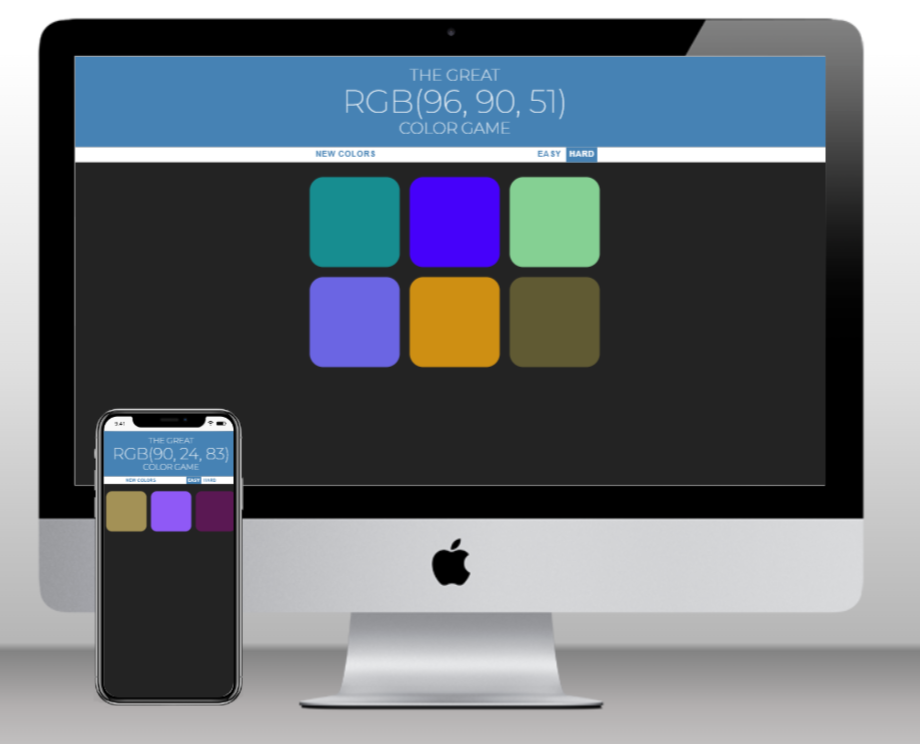 THE GREAT
RGB(96, 90, 51)
COLOR GAME
NEW COLORS
EASY HARD
9:41
THE GREAT
RGB(90, 24, 83)
COLOR GAME
NEW COLORS
EASY HARD